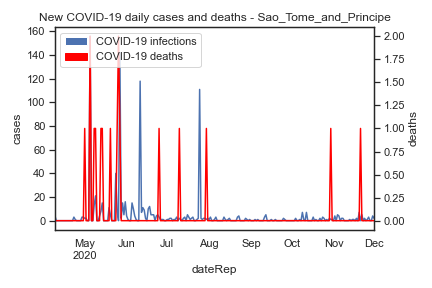 New COVID-19 daily cases and deaths - Sao_Tome_and_Principe
COVID-19 infections
COVID-19 deaths
160
140
120
100
80
60
40
20
0
cases
2.00
1.75
1.50
1.25
1.00
0.75
0.50
0.25
0.00
deaths
May Jun Jul Aug Sep Oct Nov Dec
2020
dateRep